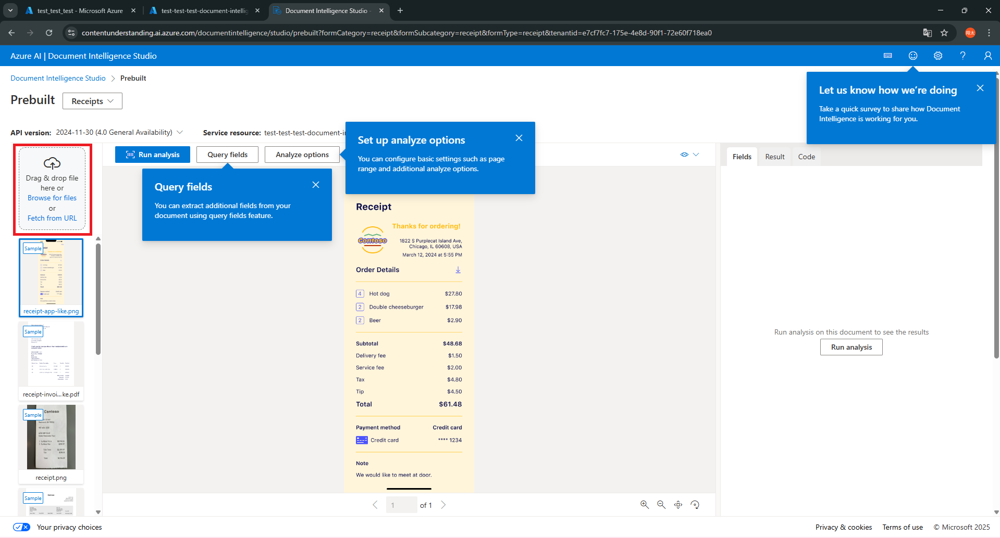 test_test_test - Microsoft Azure
test-test-test-document-intellig
Document Intelligence Studio -
contentunderstanding.ai.azure.com/documentintelligence/studio/prebuilt?formCategory=receipt&formSubcategory=receipt&formType=receipt&tenantid=e7cf7fc7-175e-4e8d-90f1-72e60f718ea0
翔太
Azure AI | Document Intelligence Studio
Document Intelligence Studio > Prebuilt
Prebuilt
Receipts
Let us know how we're doing
Take a quick survey to share how Document
Intelligence is working for you.
API version: 2024-11-30 (4.0 General Availability)
Service resource: test-test-test-document-in
Set up analyze options
You can configure basic settings such as page
range and additional analyze options.
Drag & drop file
here or
Browse for files
or
Fetch from URL
Run analysis
Query fields
Analyze options
Query fields
You can extract additional fields from your
document using query fields feature.
Fields
Result
Code
Sample
receipt-app-like.png
Sample
receipt-invoi...ke.pdf
Sample
Contoso
receipt.png
Sample
Receipt
Thanks for ordering!
Contoso
1822 S Purplecat Island Ave,
Chicago, IL 60608, USA
March 12, 2024 at 5:55 PM
Order Details
4 Hot dog $27.80
2 Double cheeseburger $17.98
2 Beer $2.90
Subtotal $48.68
Delivery fee $1.50
Service fee $2.00
Tax $4.80
Tip $4.50
Total $61.48
Payment method Credit card
Credit card **** 1234
Note
We would like to meet at door.
Run analysis on this document to see the results
Run analysis
1 of 1
Your privacy choices
Privacy & cookies
Terms of use
© Microsoft 2025